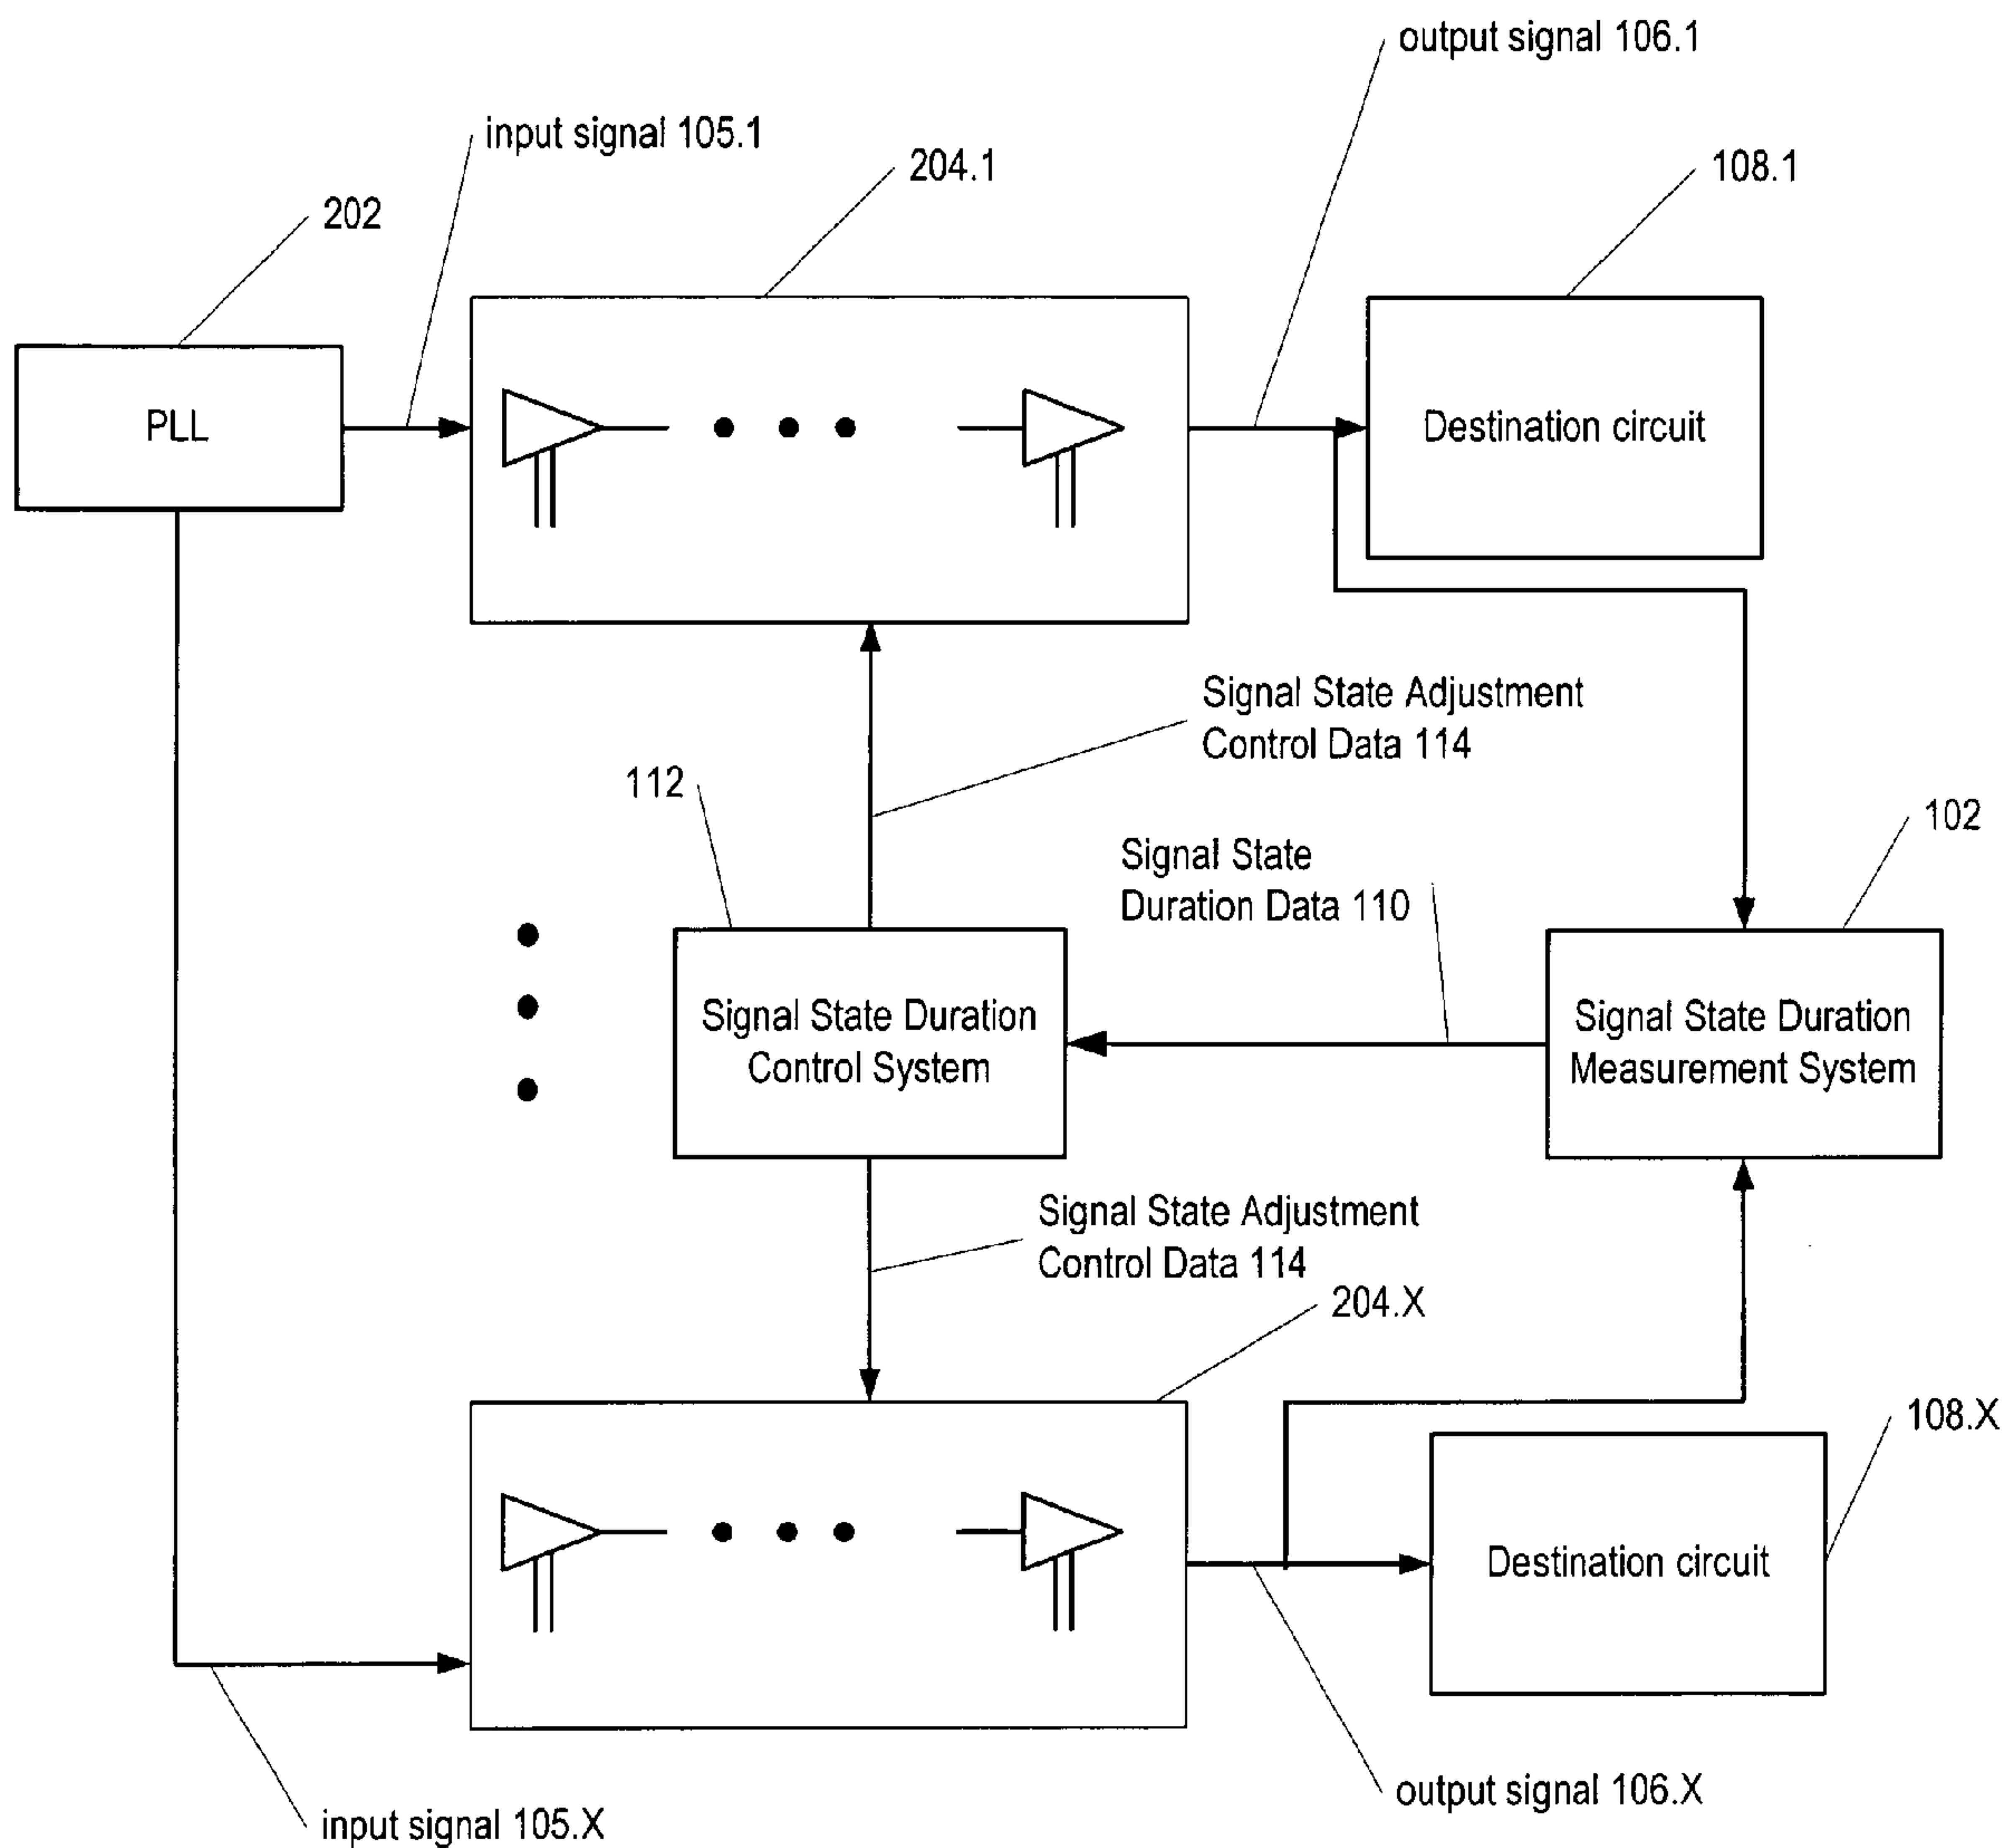 output signal 106.1
input signal 105.1
204.1
108.1
202
PLL
Destination circuit
Signal State Adjustment
Control Data 114
112
102
Signal State
Duration Data 110
Signal State Duration
Control System
Signal State Duration
Measurement System
Signal State Adjustment
Control Data 114
204.X
108.X
Destination circuit
output signal 106.X
input signal 105.X